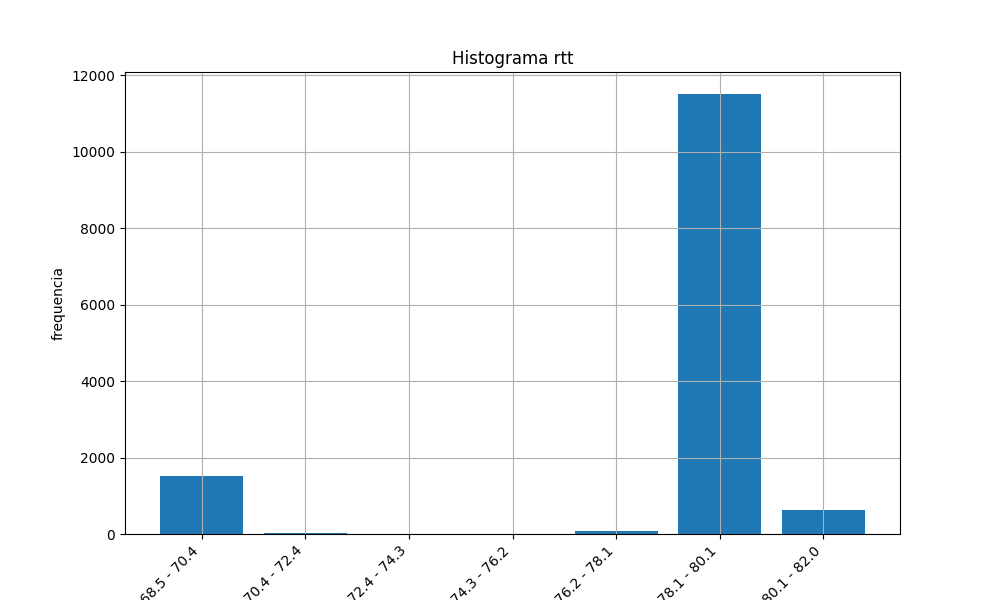 Histograma rtt
12000
10000
8000
6000
4000
2000
0
frequencia
68.5 - 70.4
70.4 - 72.4
72.4 - 74.3
74.3 - 76.2
76.2 - 78.1
78.1 - 80.1
80.1 - 82.0